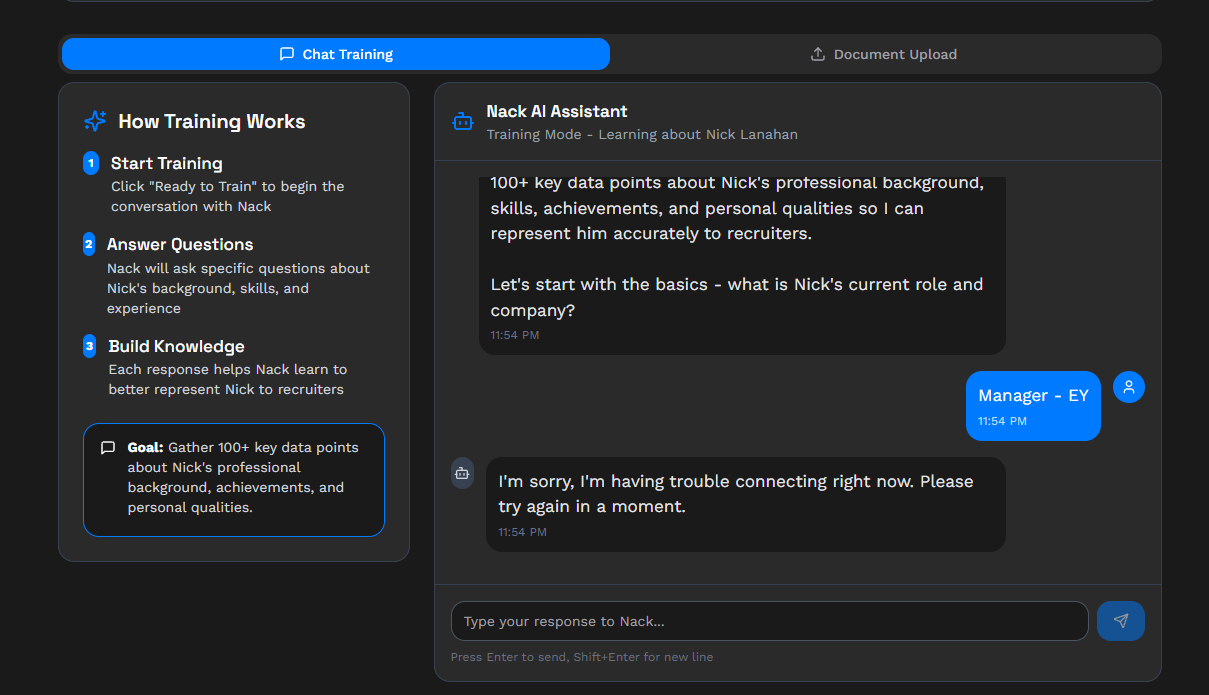 Chat Training
Document Upload
How Training Works
1
Start Training
Click "Ready to Train" to begin the
conversation with Nack
2
Answer Questions
Nack will ask specific questions about
Nick's background, skills, and
experience
3
Build Knowledge
Each response helps Nack learn to
better represent Nick to recruiters
Goal: Gather 100+ key data points
about Nick's professional
background, achievements, and
personal qualities.
Nack AI Assistant
Training Mode - Learning about Nick Lanahan
100+ key data points about Nick's professional background,
skills, achievements, and personal qualities so I can
represent him accurately to recruiters.
Let's start with the basics - what is Nick's current role and
company?
11:54 PM
Manager - EY
11:54 PM
I'm sorry, I'm having trouble connecting right now. Please
try again in a moment.
11:54 PM
Type your response to Nack...
Press Enter to send, Shift+Enter for new line